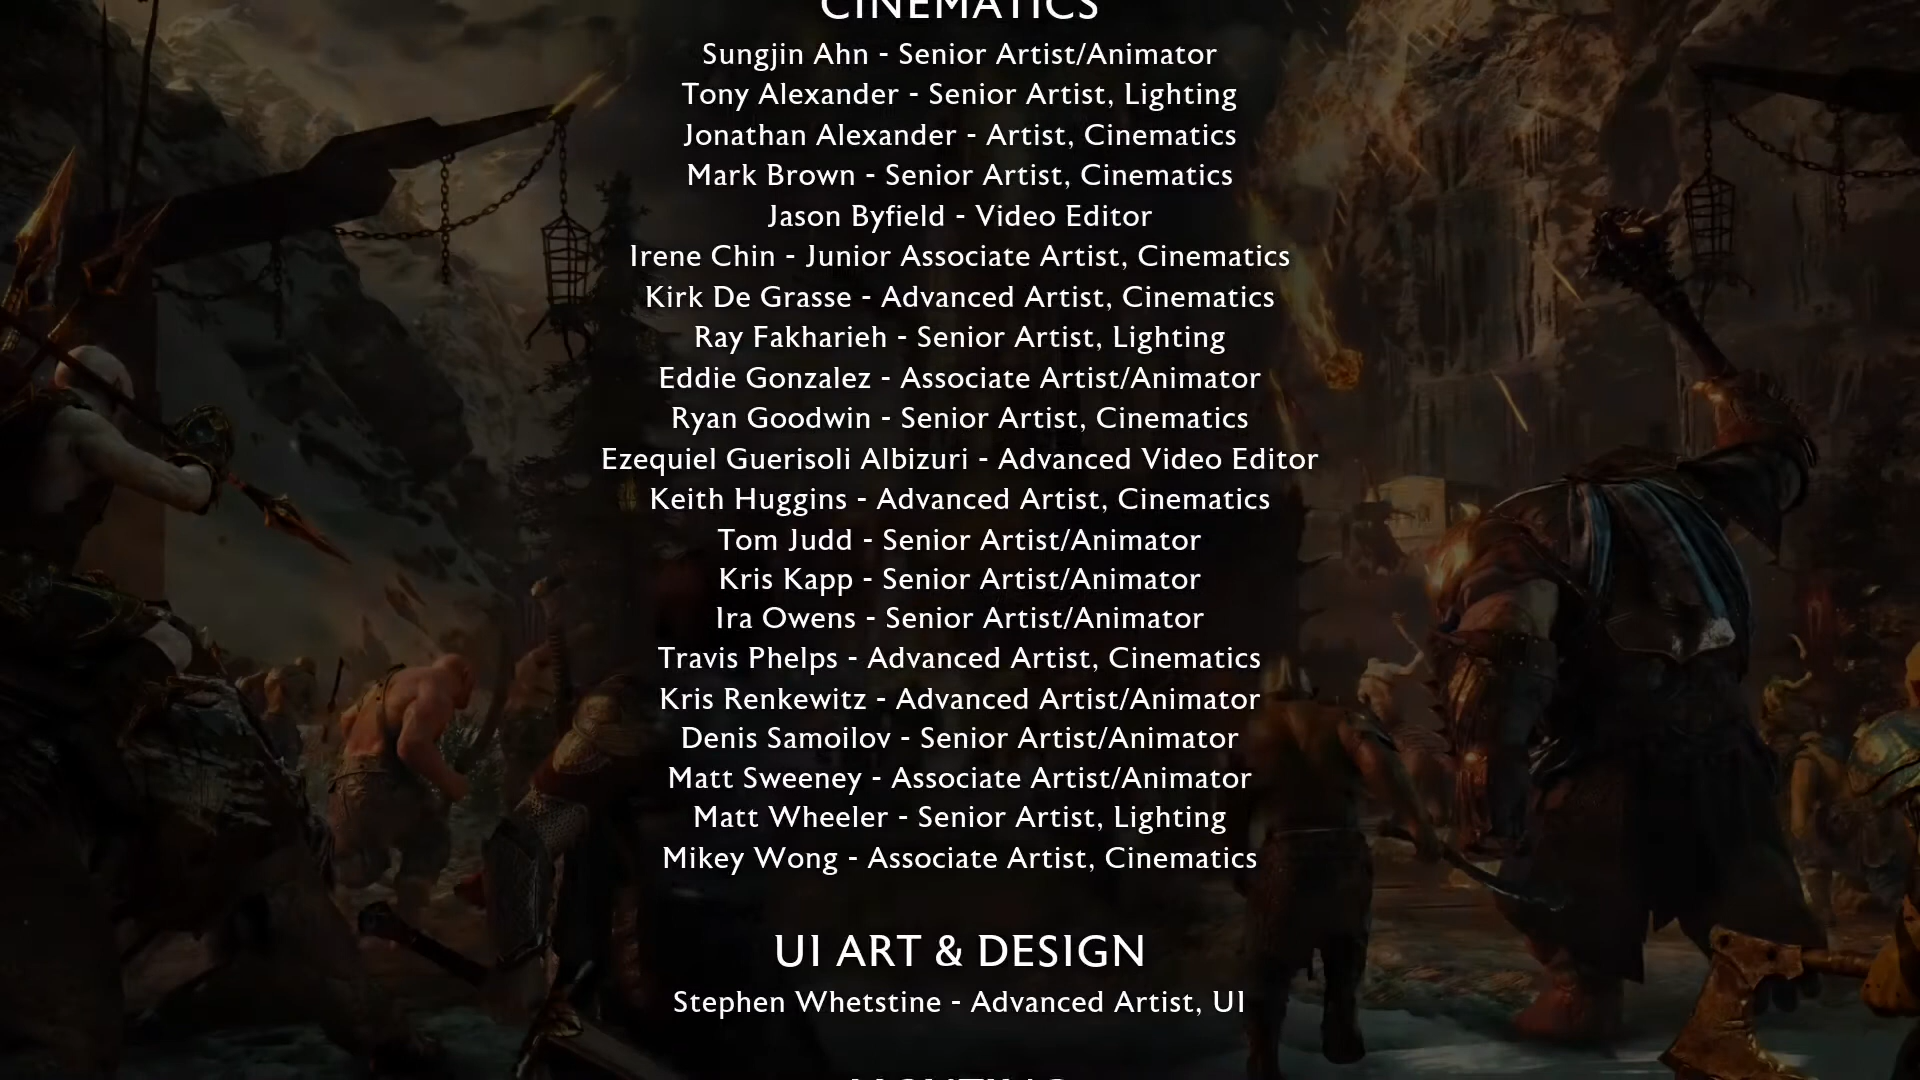 CINEMATICS
Sungjin Ahn - Senior Artist/Animator
Tony Alexander - Senior Artist, Lighting
Jonathan Alexander - Artist, Cinematics
Mark Brown - Senior Artist, Cinematics
Jason Byfield - Video Editor
Irene Chin - Junior Associate Artist, Cinematics
Kirk De Grasse - Advanced Artist, Cinematics
Ray Fakharieh - Senior Artist, Lighting
Eddie Gonzalez - Associate Artist/Animator
Ryan Goodwin - Senior Artist, Cinematics
Ezequiel Guerisoli Albizuri - Advanced Video Editor
Keith Huggins - Advanced Artist, Cinematics
Tom Judd - Senior Artist/Animator
Kris Kapp - Senior Artist/Animator
Ira Owens - Senior Artist/Animator
Travis Phelps - Advanced Artist, Cinematics
Kris Renkewitz - Advanced Artist/Animator
Denis Samoilov - Senior Artist/Animator
Matt Sweeney - Associate Artist/Animator
Matt Wheeler - Senior Artist, Lighting
Mikey Wong - Associate Artist, Cinematics
UI ART & DESIGN
Stephen Whetstine - Advanced Artist, UI